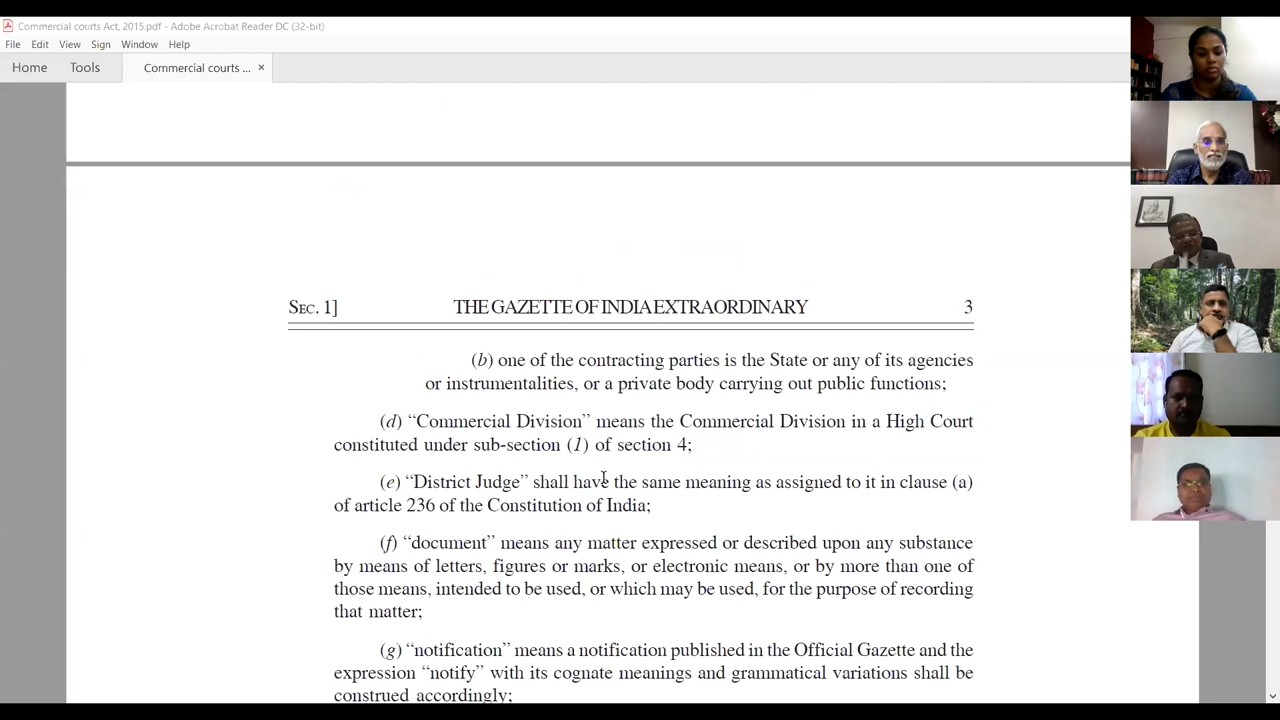 Commercial courts Act, 2015.pdf - Adobe Acrobat Reader DC (32-bit)
File Edit View Sign Window Help
Home Tools Commercial courts ... ×
SEC. 1] THE GAZETTE OF INDIA EXTRAORDINARY 3
(b) one of the contracting parties is the State or any of its agencies
or instrumentalities, or a private body carrying out public functions;
(d) “Commercial Division” means the Commercial Division in a High Court
constituted under sub-section (1) of section 4;
(e) “District Judge” shall have the same meaning as assigned to it in clause (a)
of article 236 of the Constitution of India;
(f) “document” means any matter expressed or described upon any substance
by means of letters, figures or marks, or electronic means, or by more than one of
those means, intended to be used, or which may be used, for the purpose of recording
that matter;
(g) “notification” means a notification published in the Official Gazette and the
expression “notify” with its cognate meanings and grammatical variations shall be
construed accordingly;